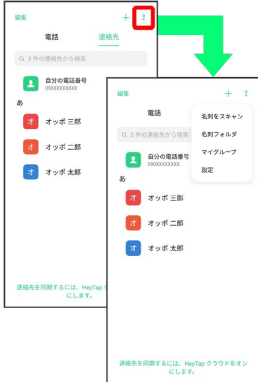 編集
電話 連絡先
3 件の連絡先から検索
自分の電話番号
090XXXXXXXX
あ
オ オッポ 三郎
オ オッポ 二郎
オ オッポ 太郎
連絡先を同期するには、HeyTap ク
にします。
編集
電話
3 件の連絡先から検索
自分の電話番号
090XXXXXXXX
あ
オ オッポ 三郎
オ オッポ 二郎
オ オッポ 太郎
名刺をスキャン
名刺フォルダ
マイグループ
設定
連絡先を同期するには、HeyTap クラウドをオン
にします。